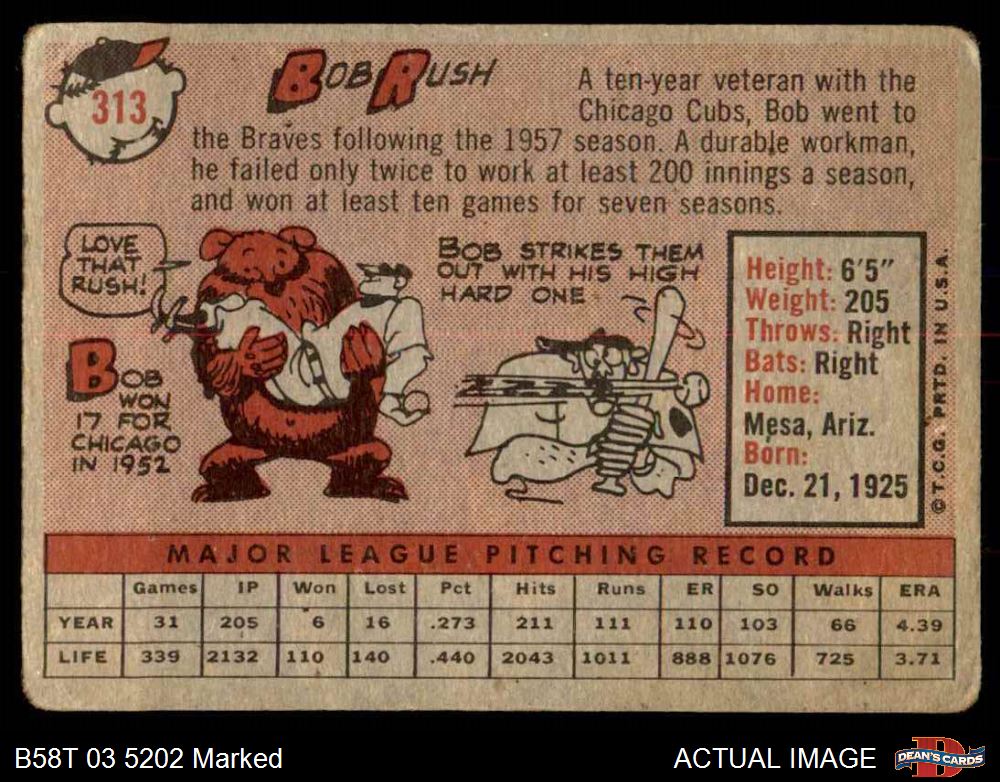 313
BOB RUSH
A ten-year veteran with the
Chicago Cubs, Bob went to
the Braves following the 1957 season. A durable workman,
he failed only twice to work at least 200 innings a season,
and won at least ten games for seven seasons.
LOVE
THAT
RUSH!
BOB
WON
17 FOR
CHICAGO
IN 1952
BOB STRIKES THEM
OUT WITH HIS HIGH
HARD ONE
Height: 6'5"
Weight: 205
Throws: Right
Bats: Right
Home:
Mesa, Ariz.
Born:
Dec. 21, 1925
© T.C.G. PRTD. IN U.S.A.
MAJOR LEAGUE PITCHING RECORD
Games IP Won Lost Pct Hits Runs ER SO Walks ERA
YEAR 31 205 6 16 .273 211 111 110 103 66 4.39
LIFE 339 2132 110 140 .440 2043 1011 888 1076 725 3.71
B58T 03 5202 Marked
ACTUAL IMAGE
D
DEAN'S CARDS